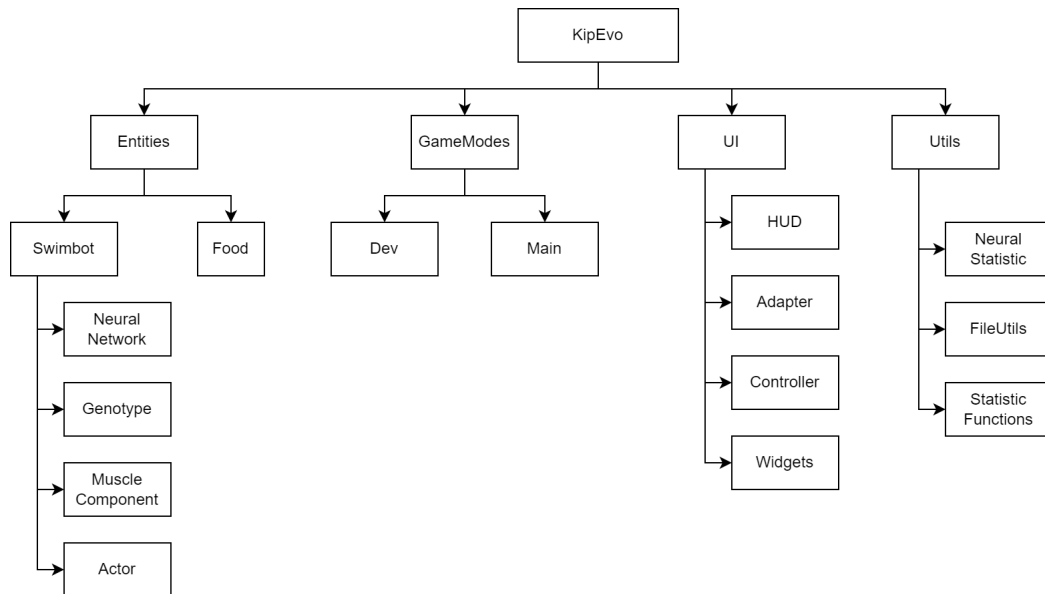 KipEvo
Entities
GameModes
UI
Utils
Swimbot
Food
Dev
Main
HUD
Neural
Statistic
Neural
Network
Adapter
FileUtils
Genotype
Controller
Statistic
Functions
Muscle
Component
Widgets
Actor